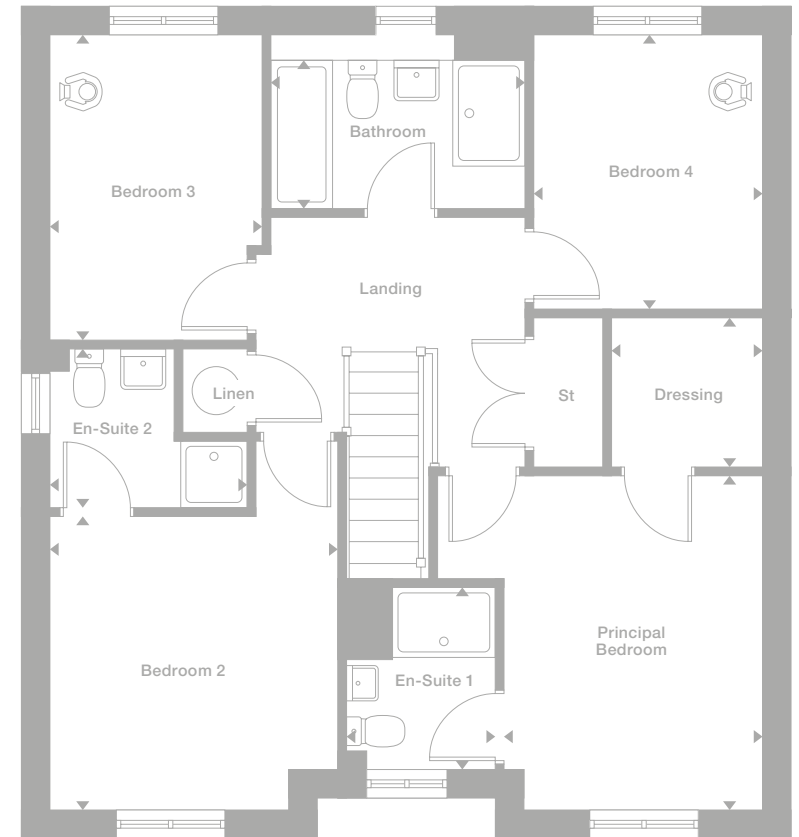 Bathroom
Bedroom 4
Bedroom 3
Landing
Linen
St
Dressing
En-Suite 2
Principal
Bedroom
Bedroom 2
En-Suite 1